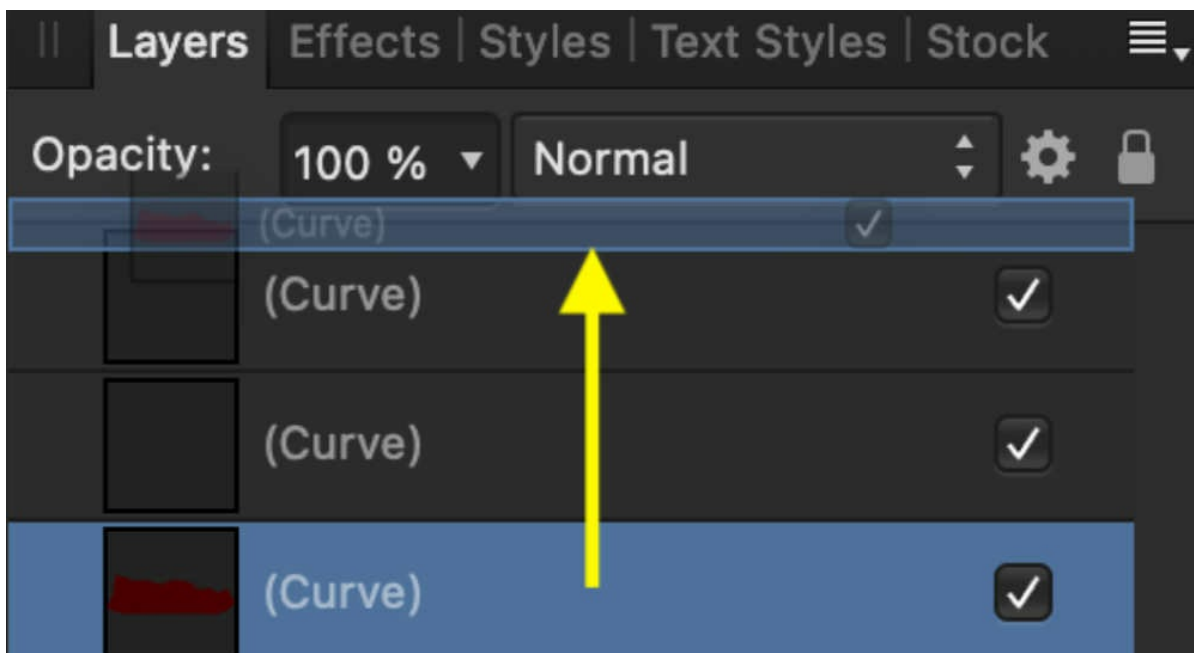 Layers Effects | Styles | Text Styles | Stock
Opacity: 100 % Normal
(Curve)
(Curve)
(Curve)
(Curve)